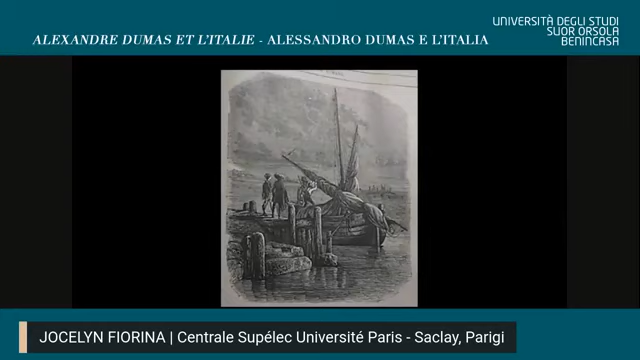 ALEXANDRE DUMAS ET L'ITALIE - ALESSANDRO DUMAS E L'ITALIA
UNIVERSITÀ DEGLI STUDI
SUOR ORSOLA
BENINCASA
JOCELYN FIORINA | Centrale Supélec Université Paris - Saclay, Parigi